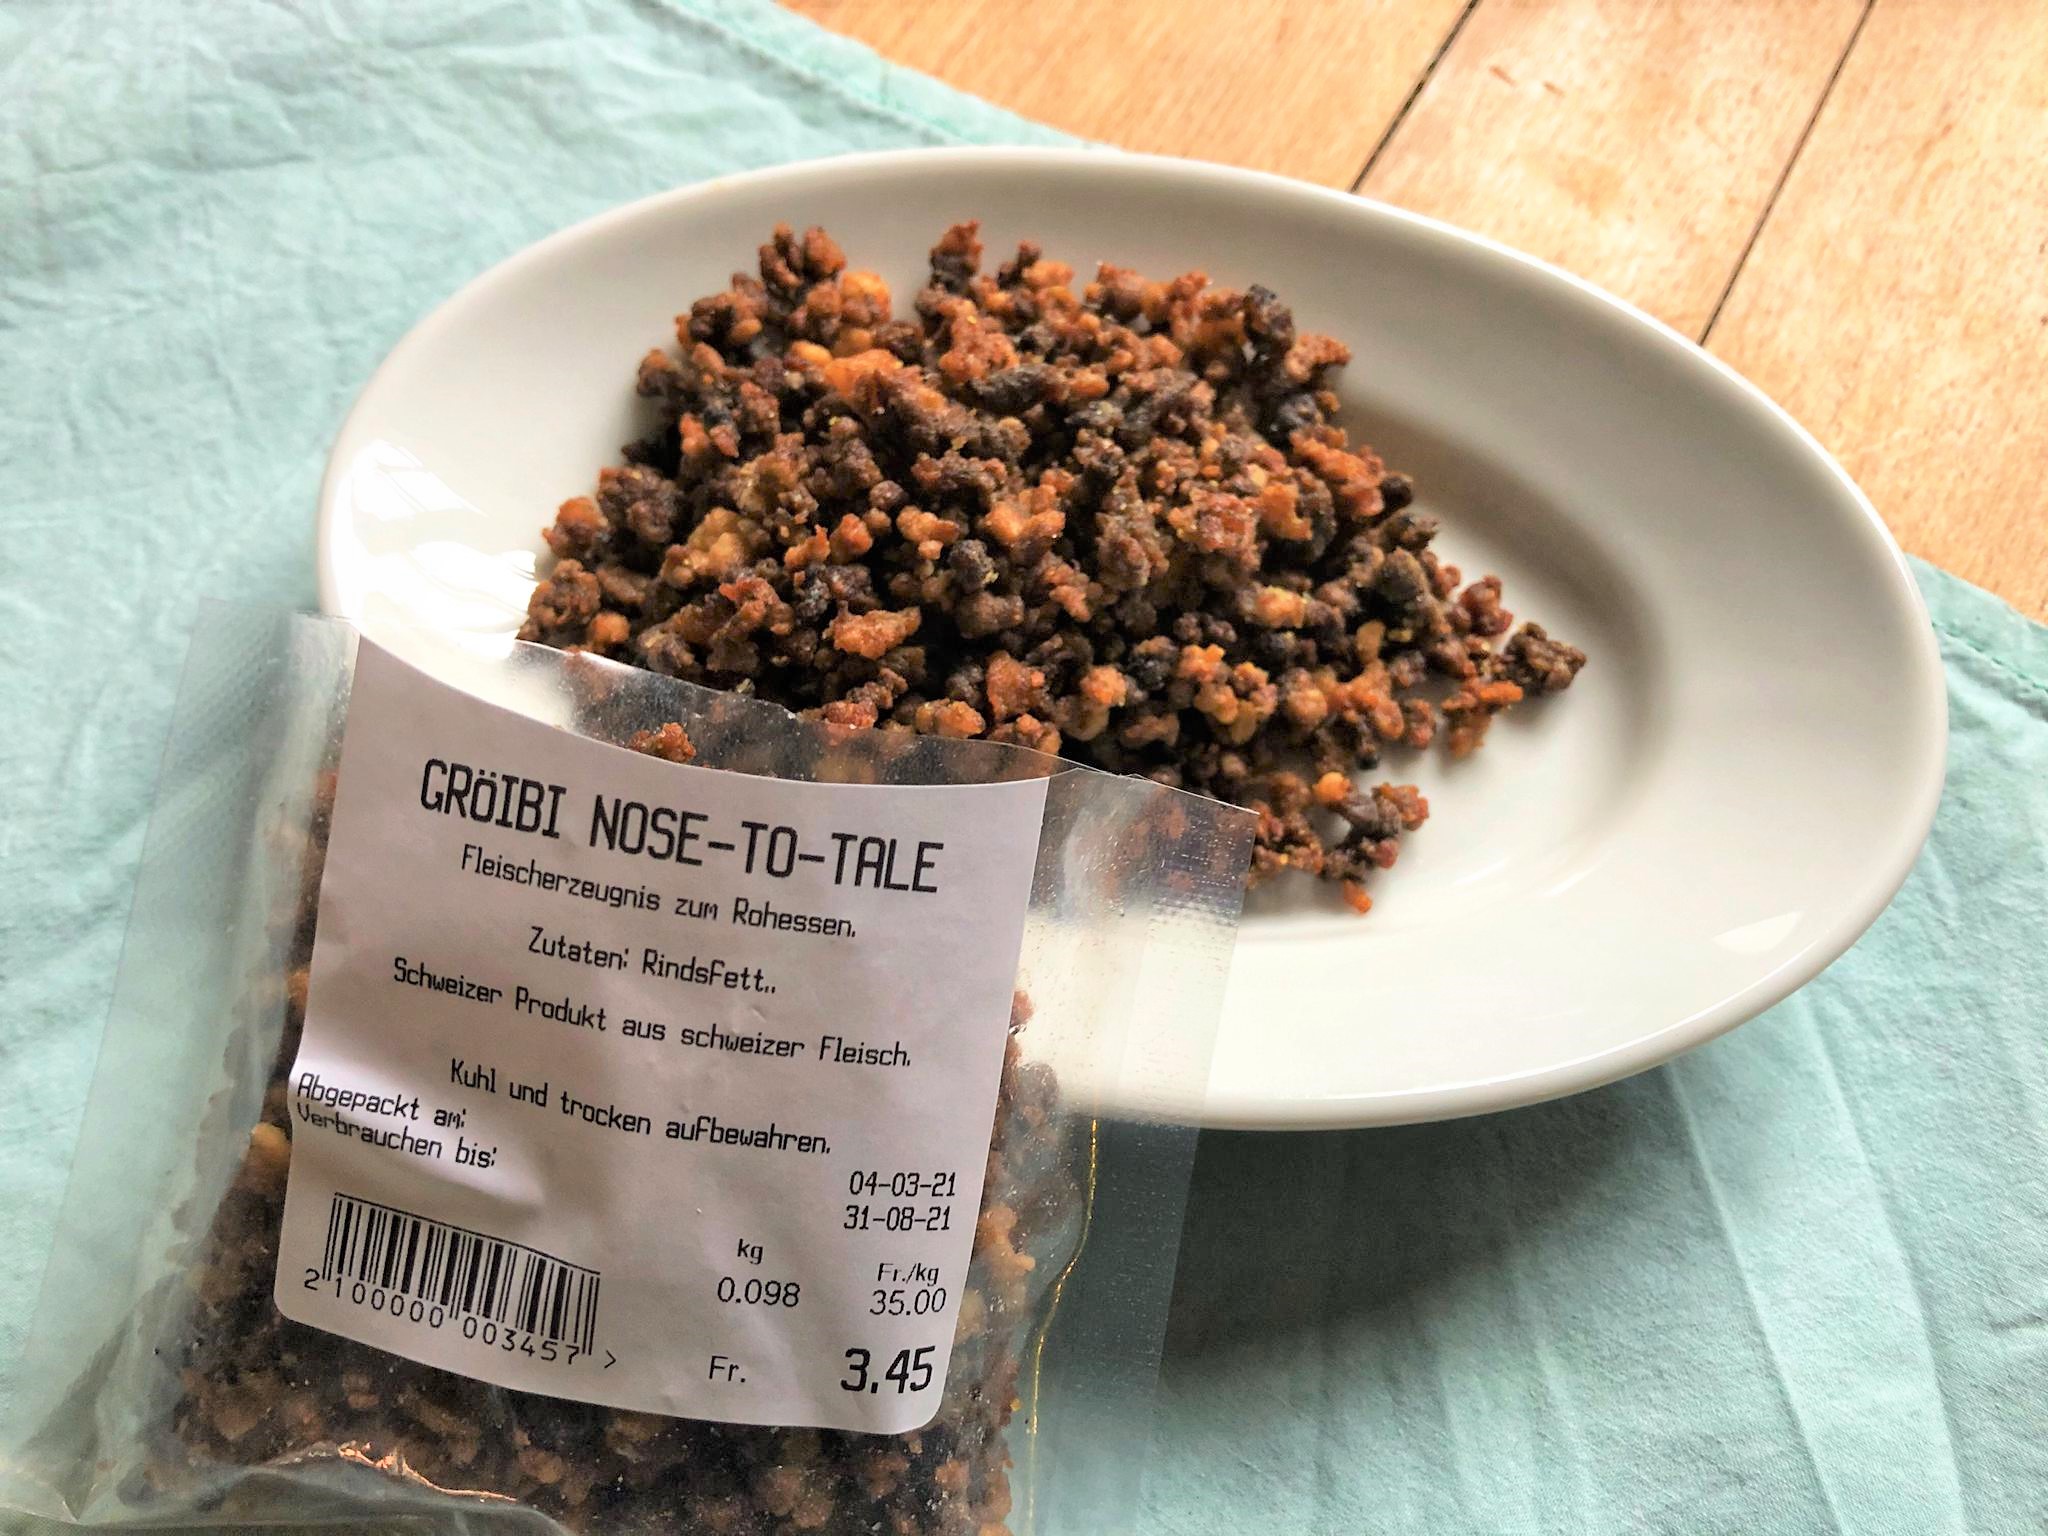 GRÖIBI NOSE-TO-TALE
Fleischerzeugnis zum Rohessen.
Zutaten: Rindsfett..
Schweizer Produkt aus schweizer Fleisch.
Kuhl und trocken aufbewahren.
Abgepackt am: 04-03-21
Verbrauchen bis: 31-08-21
kg Fr./kg
0.098 35.00
Fr. 3.45
2 100000 003457 >